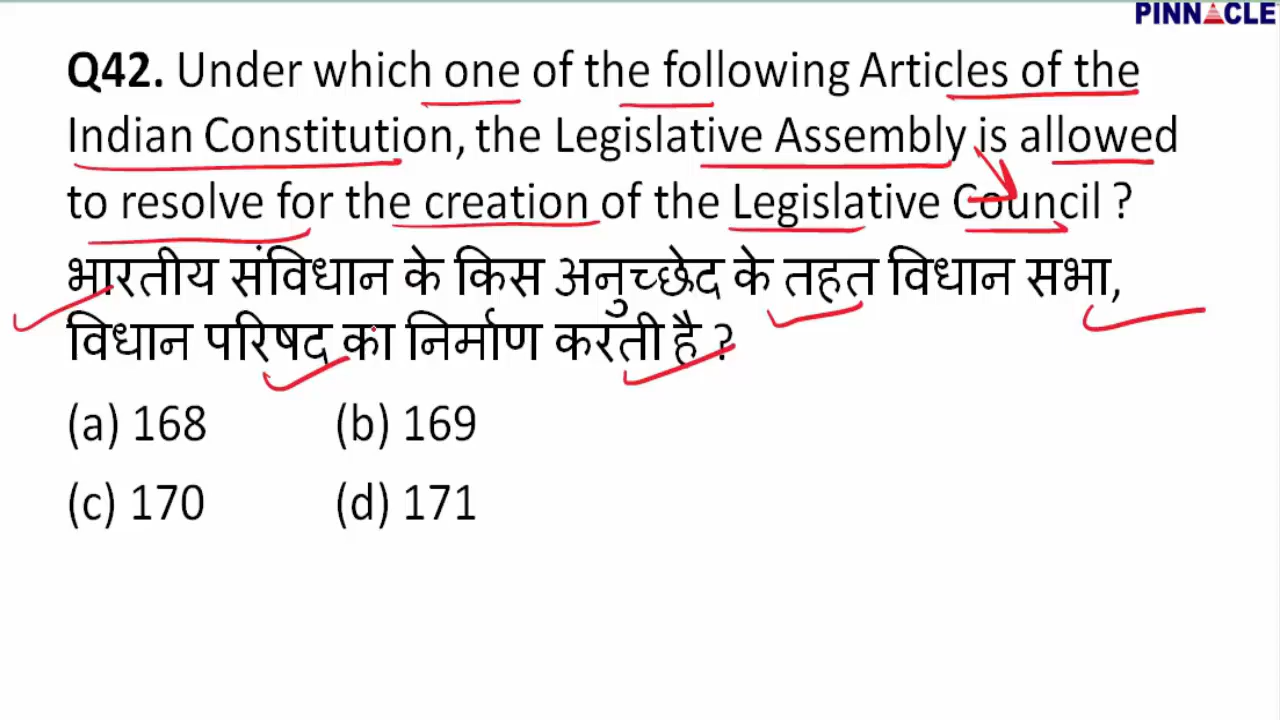 PINNACLE
Q42. Under which one of the following Articles of the
Indian Constitution, the Legislative Assembly is allowed
to resolve for the creation of the Legislative Council ?
भारतीय संविधान के किस अनुच्छेद के तहत विधान सभा,
विधान परिषद का निर्माण करती है ?
(a) 168 (b) 169
(c) 170 (d) 171